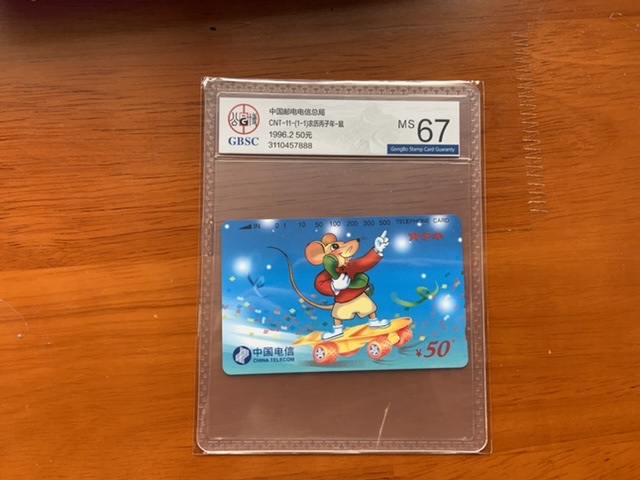 中国邮电电信总局
CNT-11-(1-1)农历丙子年-鼠
1996.2 50元
3110457888
GBSC
MS 67
GongBo Stamp Card Guaranty
IN 0 1 10 50 100 200 300 500 TELEPHONE CARD
中国电信
CHINA TELECOM
¥50